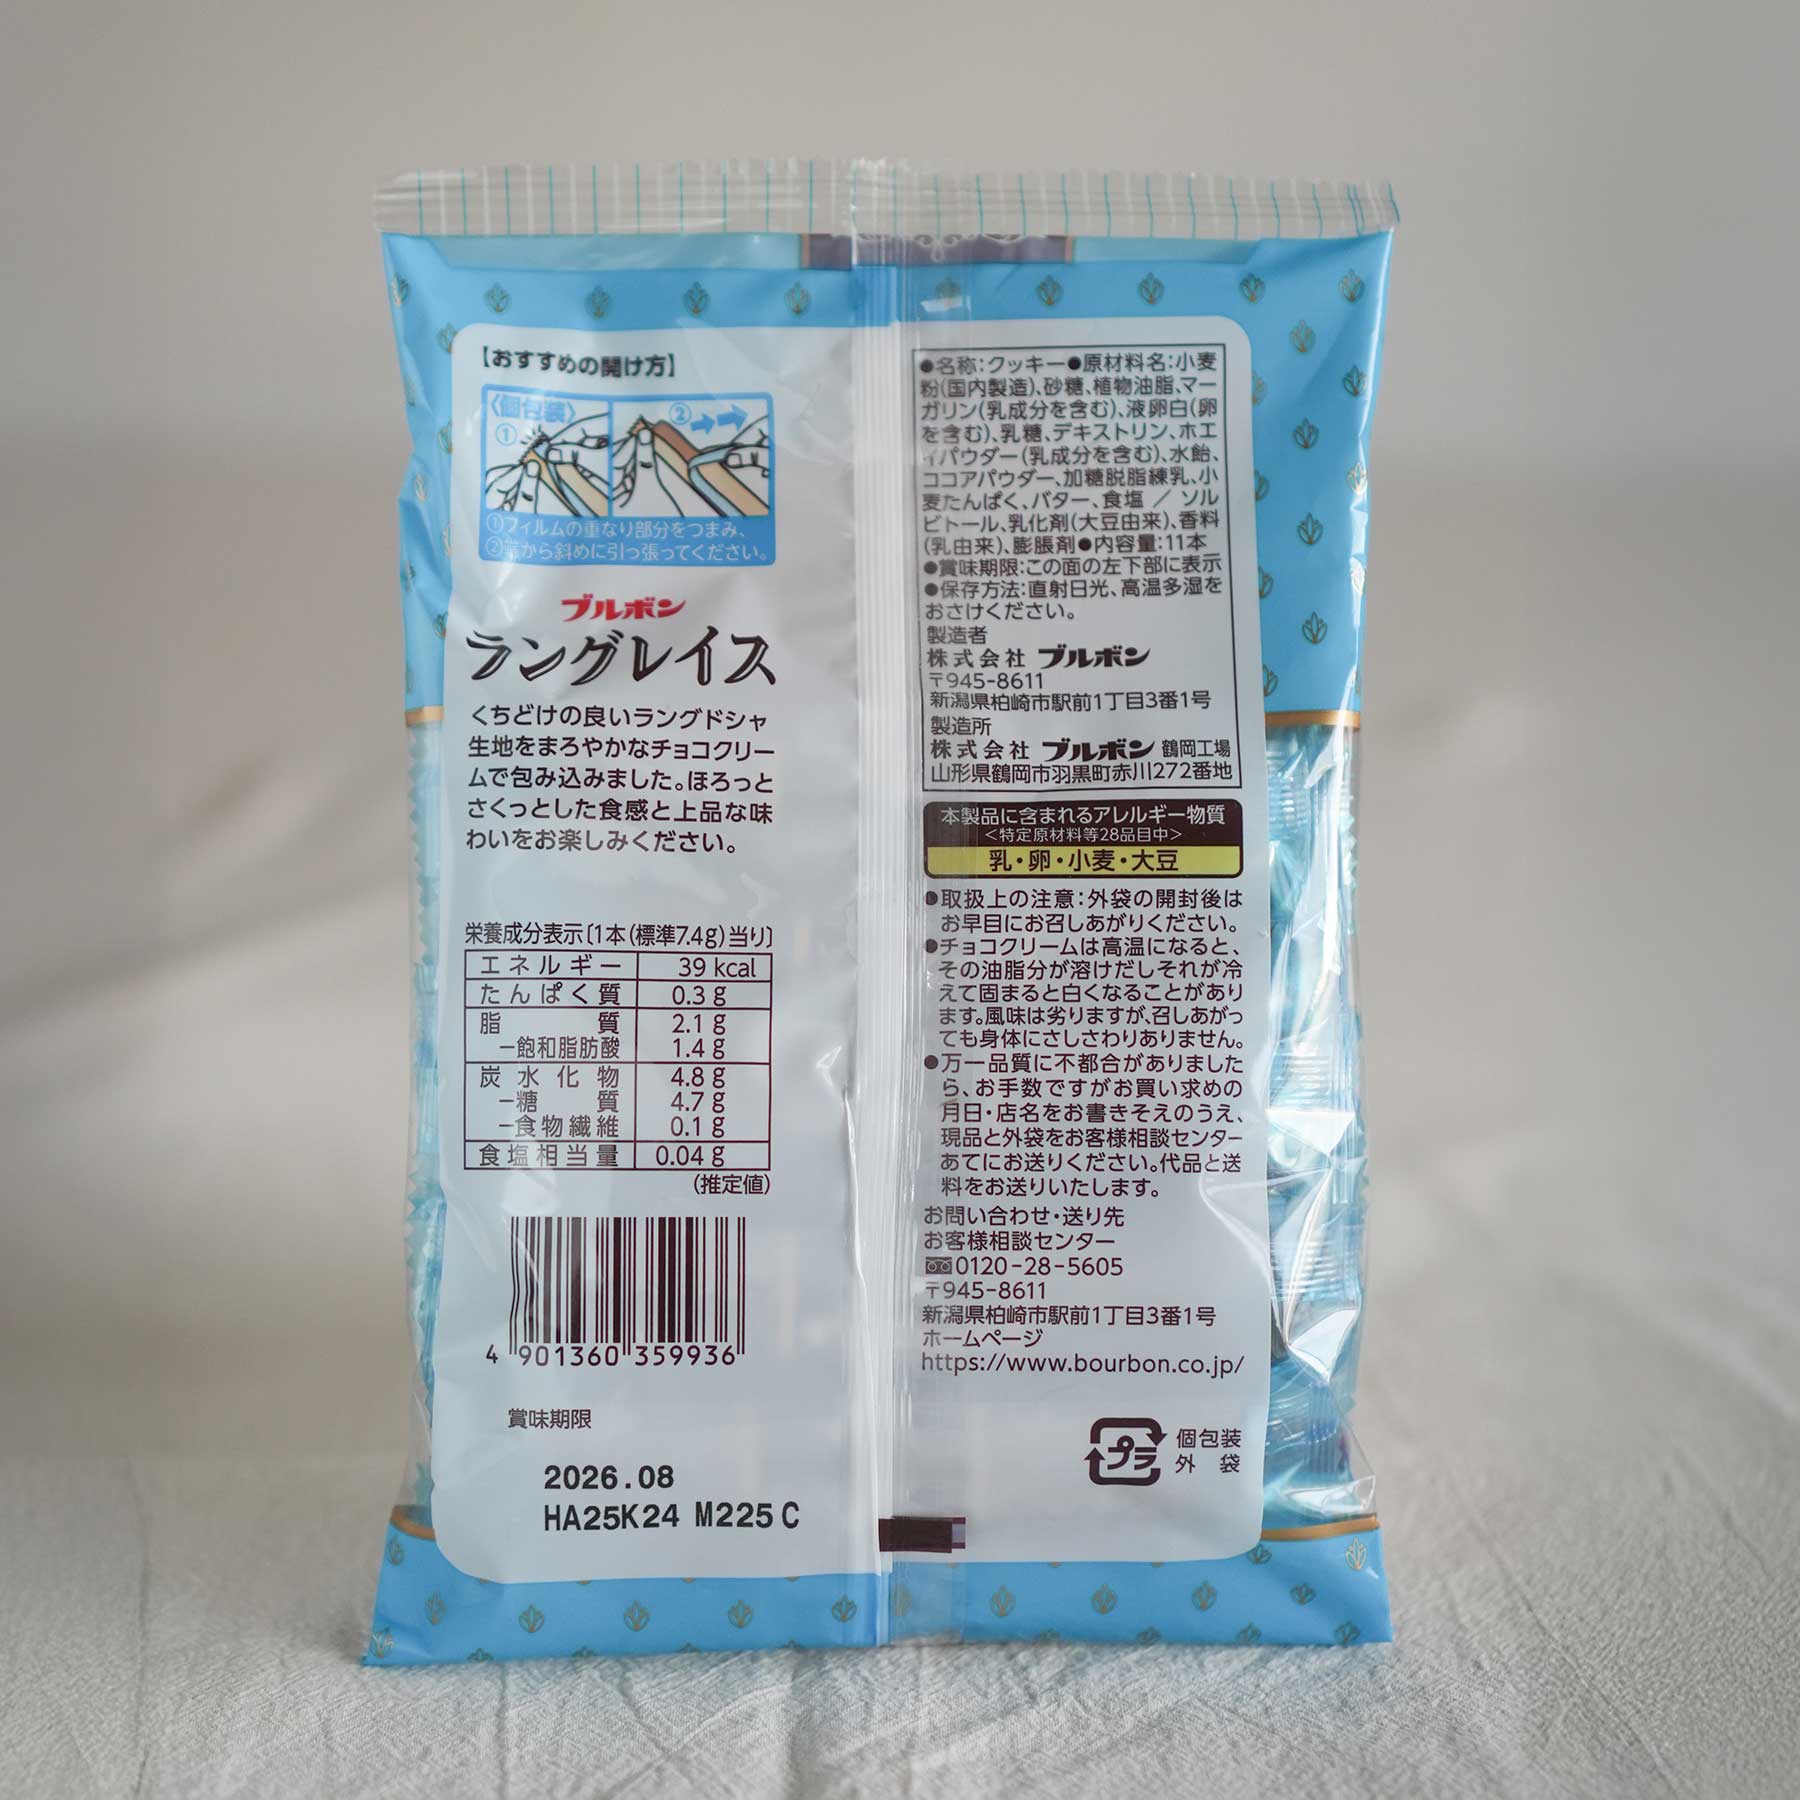 【おすすめの開け方】
〈個包装〉
① ②
①フィルムの重なり部分をつまみ、
②端から斜めに引っ張ってください。
ブルボン
ラングレイス
くちどけの良いラングドシャ
生地をまろやかなチョコクリー
ムで包み込みました。ほろっと
さくっとした食感と上品な味
わいをお楽しみください。
栄養成分表示〔1本(標準7.4g)当り〕
エネルギー 39 kcal
たんぱく質 0.3 g
脂質 2.1 g
−飽和脂肪酸 1.4 g
炭水化物 4.8 g
−糖質 4.7 g
−食物繊維 0.1 g
食塩相当量 0.04 g
(推定値)
4 901360 359936
賞味期限
2026.08
HA25K24 M225 C
●名称:クッキー●原材料名:小麦
粉(国内製造)、砂糖、植物油脂、マー
ガリン(乳成分を含む)、液卵白(卵
を含む)、乳糖、デキストリン、ホエ
イパウダー(乳成分を含む)、水飴、
ココアパウダー、加糖脱脂練乳、小
麦たんぱく、バター、食塩 / ソル
ビトール、乳化剤(大豆由来)、香料
(乳由来)、膨脹剤●内容量:11本
●賞味期限:この面の左下部に表示
●保存方法:直射日光、高温多湿を
おさけください。
製造者
株式会社 ブルボン
〒945-8611
新潟県柏崎市駅前1丁目3番1号
製造所
株式会社 ブルボン 鶴岡工場
山形県鶴岡市羽黒町赤川272番地
本製品に含まれるアレルギー物質
<特定原材料等28品目中>
乳・卵・小麦・大豆
●取扱上の注意:外袋の開封後は
お早目にお召しあがりください。
●チョコクリームは高温になると、
その油脂分が溶けだしそれが冷
えて固まると白くなることがあり
ます。風味は劣りますが、召しあがっ
ても身体にさしさわりありません。
●万一品質に不都合がありました
ら、お手数ですがお買い求めの
月日・店名をお書きそえのうえ、
現品と外袋をお客様相談センター
あてにお送りください。代品と送
料をお送りいたします。
お問い合わせ・送り先
お客様相談センター
0120-28-5605
〒945-8611
新潟県柏崎市駅前1丁目3番1号
ホームページ
https://www.bourbon.co.jp/
プラ 個包装
外袋